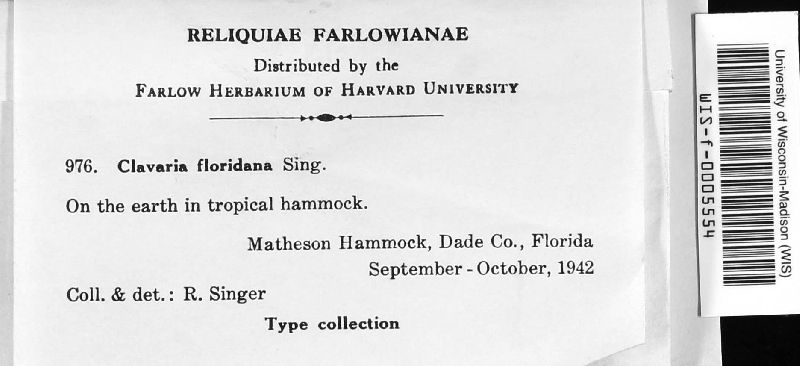 RELIQUIAE FARLOWIANAE
Distributed by the
FARLOW HERBARIUM OF HARVARD UNIVERSITY
976. Clavaria floridana Sing.
On the earth in tropical hammock.
Matheson Hammock, Dade Co., Florida
September - October, 1942
Coll. & det.: R. Singer
Type collection
University of Wisconsin-Madison (WIS)
WIS-f-0005554